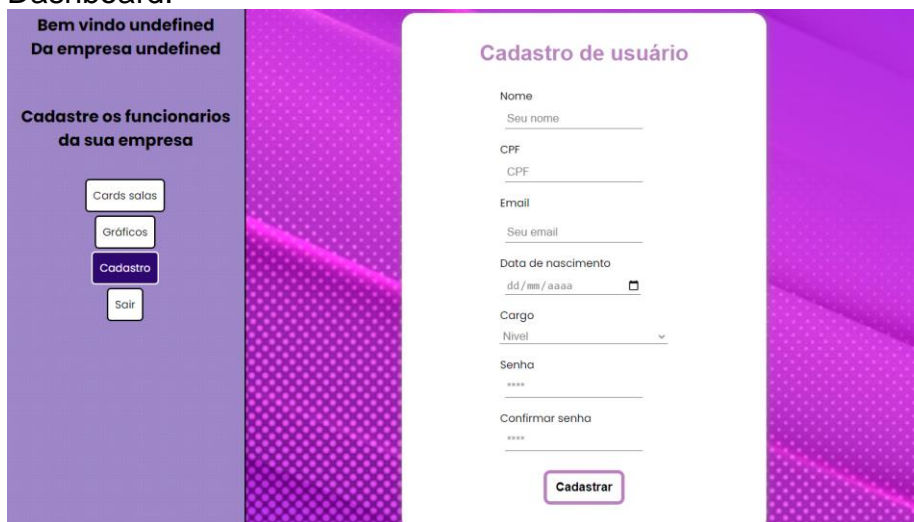 Dashboard.
Bem vindo undefined
Da empresa undefined
Cadastre os funcionarios
da sua empresa
Cards salas
Gráficos
Cadastro
Sair
Cadastro de usuário
Nome
Seu nome
CPF
CPF
Email
Seu email
Data de nascimento
dd/mm/aaaa
Cargo
Nivel
Senha
****
Confirmar senha
****
Cadastrar